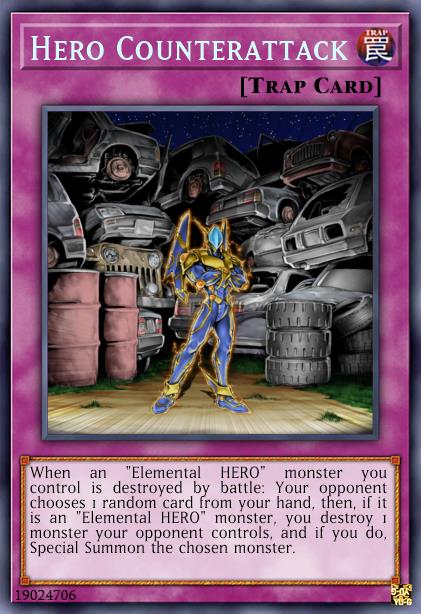 Hero Counterattack
TRAP
罠
[Trap Card]
When an "Elemental HERO" monster you
control is destroyed by battle: Your opponent
chooses 1 random card from your hand, then, if it
is an "Elemental HERO" monster, you destroy 1
monster your opponent controls, and if you do,
Special Summon the chosen monster.
19024706